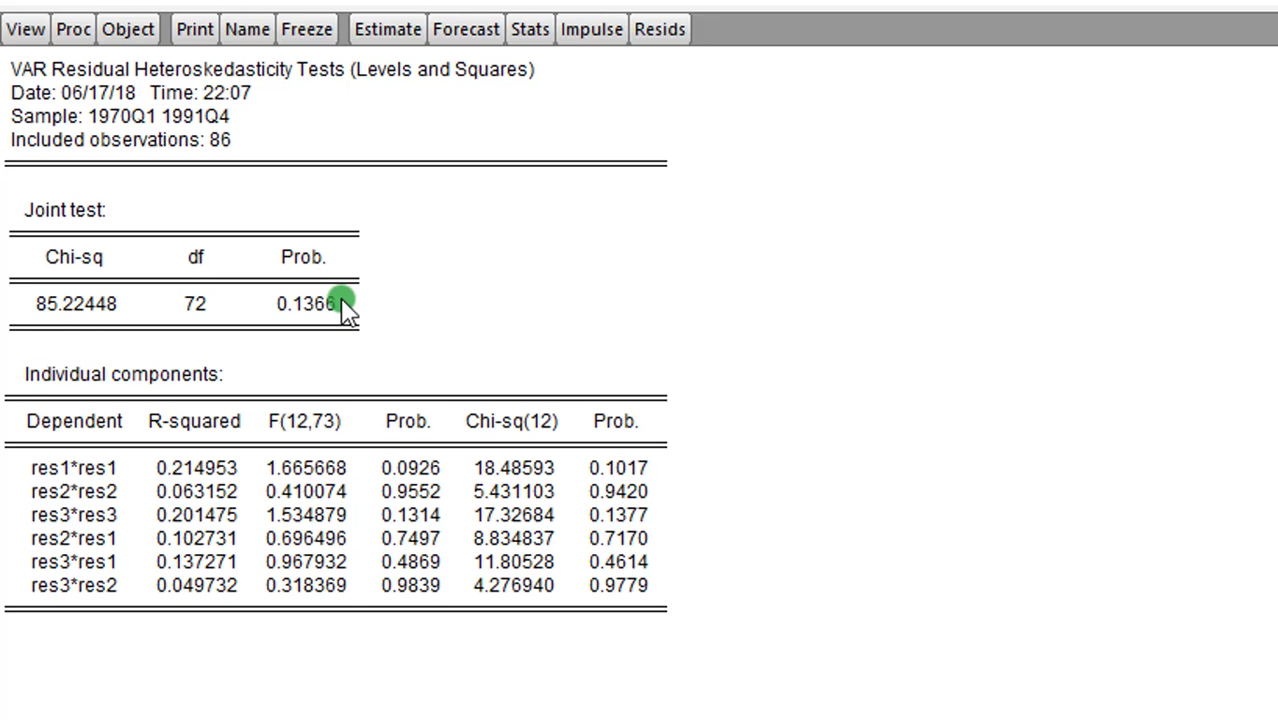 View Proc Object Print Name Freeze Estimate Forecast Stats Impulse Resids
VAR Residual Heteroskedasticity Tests (Levels and Squares)
Date: 06/17/18 Time: 22:07
Sample: 1970Q1 1991Q4
Included observations: 86
Joint test:
Chi-sq df Prob.
85.22448 72 0.1366
Individual components:
Dependent R-squared F(12,73) Prob. Chi-sq(12) Prob.
res1*res1 0.214953 1.665668 0.0926 18.48593 0.1017
res2*res2 0.063152 0.410074 0.9552 5.431103 0.9420
res3*res3 0.201475 1.534879 0.1314 17.32684 0.1377
res2*res1 0.102731 0.696496 0.7497 8.834837 0.7170
res3*res1 0.137271 0.967932 0.4869 11.80528 0.4614
res3*res2 0.049732 0.318369 0.9839 4.276940 0.9779